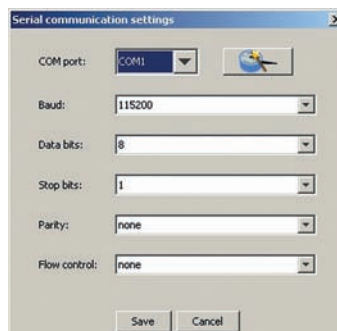 Serial communication settings
COM port: COM1
Baud: 115200
Data bits: 8
Stop bits: 1
Parity: none
Flow control: none
Save Cancel